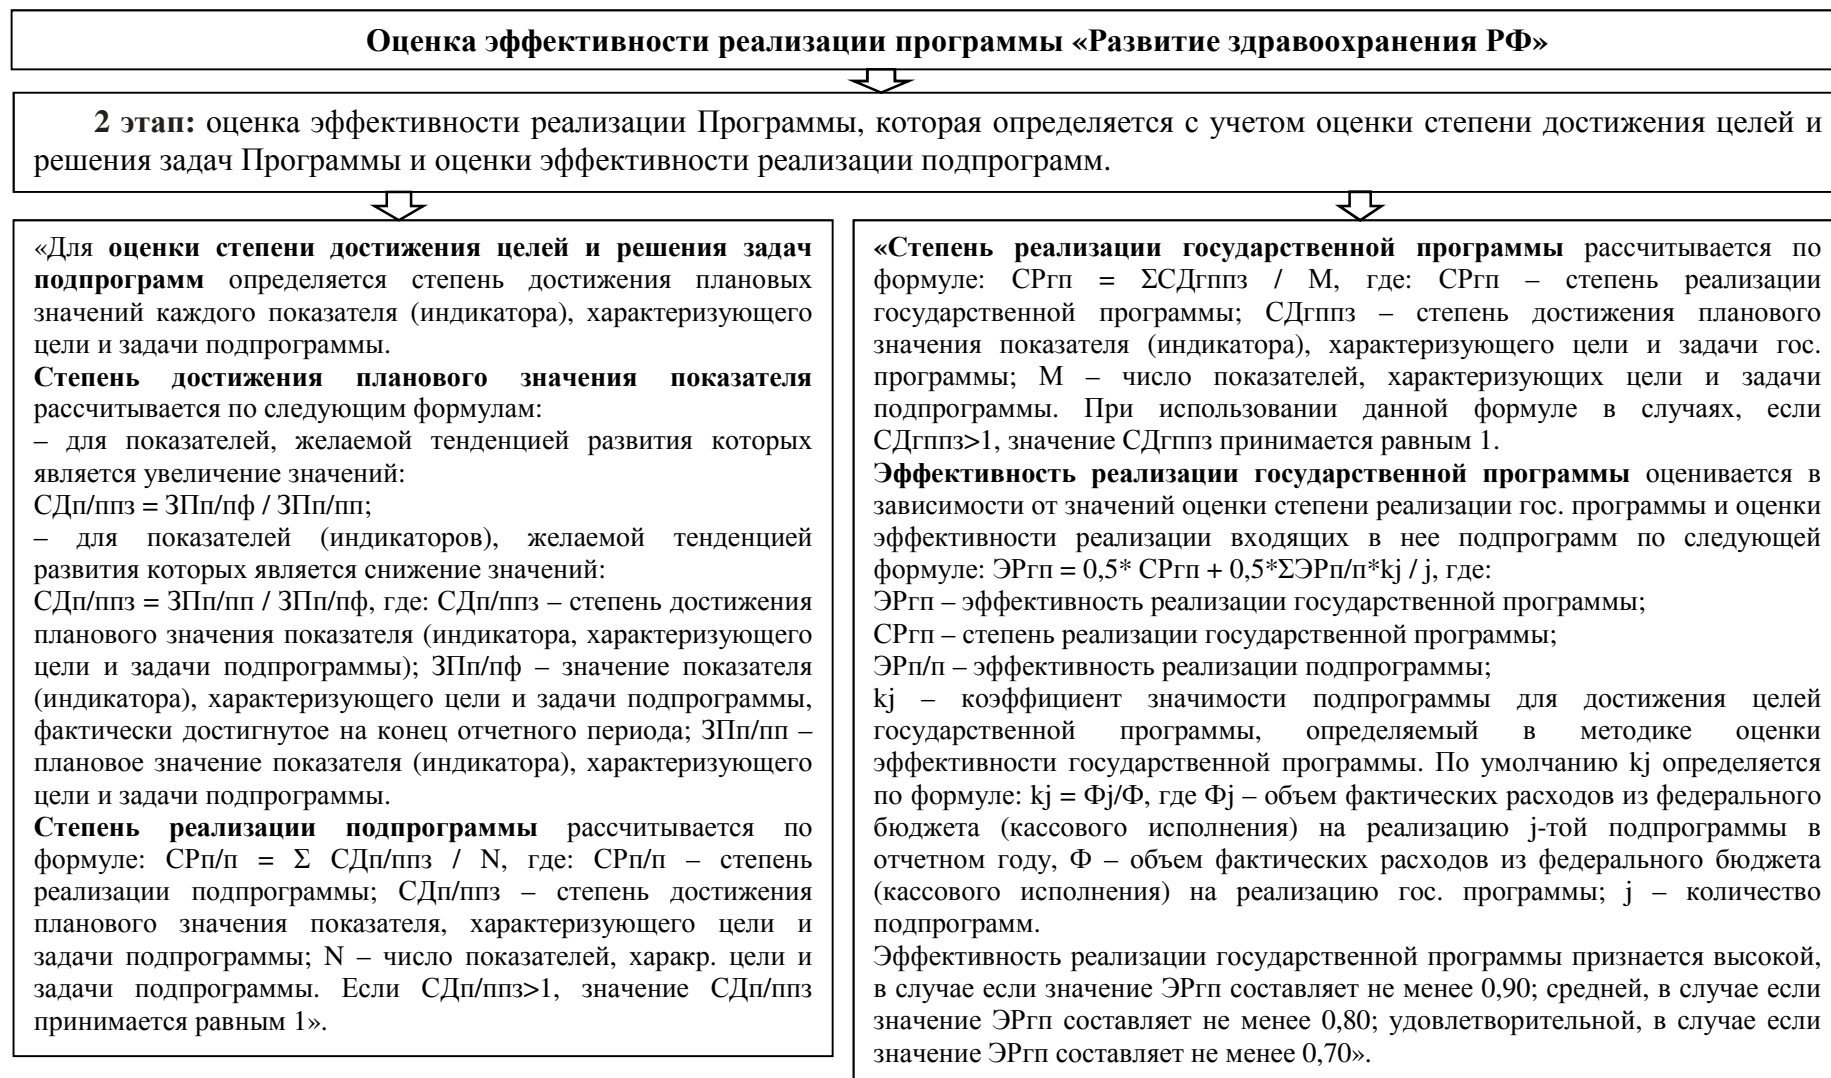 Оценка эффективности реализации программы «Развитие здравоохранения РФ»
2 этап: оценка эффективности реализации Программы, которая определяется с учетом оценки степени достижения целей и
решения задач Программы и оценки эффективности реализации подпрограмм.
«Для оценки степени достижения целей и решения задач
подпрограмм определяется степень достижения плановых
значений каждого показателя (индикатора), характеризующего
цели и задачи подпрограммы.
Степень достижения планового значения показателя
рассчитывается по следующим формулам:
– для показателей, желаемой тенденцией развития которых
является увеличение значений:
СДп/ппз = ЗПп/пф / ЗПп/пп;
– для показателей (индикаторов), желаемой тенденцией
развития которых является снижение значений:
СДп/ппз = ЗПп/пп / ЗПп/пф, где: СДп/ппз – степень достижения
планового значения показателя (индикатора, характеризующего
цели и задачи подпрограммы); ЗПп/пф – значение показателя
(индикатора), характеризующего цели и задачи подпрограммы,
фактически достигнутое на конец отчетного периода; ЗПп/пп –
плановое значение показателя (индикатора), характеризующего
цели и задачи подпрограммы.
Степень реализации подпрограммы рассчитывается по
формуле: СРп/п = Σ СДп/ппз / N, где: СРп/п – степень
реализации подпрограммы; СДп/ппз – степень достижения
планового значения показателя, характеризующего цели и
задачи подпрограммы; N – число показателей, харакр. цели и
задачи подпрограммы. Если СДп/ппз>1, значение СДп/ппз
принимается равным 1».
«Степень реализации государственной программы рассчитывается по
формуле: СРгп = ΣСДгппз / М, где: СРгп – степень реализации
государственной программы; СДгппз – степень достижения планового
значения показателя (индикатора), характеризующего цели и задачи гос.
программы; М – число показателей, характеризующих цели и задачи
подпрограммы. При использовании данной формуле в случаях, если
СДгппз>1, значение СДгппз принимается равным 1.
Эффективность реализации государственной программы оценивается в
зависимости от значений оценки степени реализации гос. программы и оценки
эффективности реализации входящих в нее подпрограмм по следующей
формуле: ЭРгп = 0,5* СРгп + 0,5*ΣЭРп/п*kj / j, где:
ЭРгп – эффективность реализации государственной программы;
СРгп – степень реализации государственной программы;
ЭРп/п – эффективность реализации подпрограммы;
kj – коэффициент значимости подпрограммы для достижения целей
государственной программы, определяемый в методике оценки
эффективности государственной программы. По умолчанию kj определяется
по формуле: kj = Фj/Ф, где Фj – объем фактических расходов из федерального
бюджета (кассового исполнения) на реализацию j-той подпрограммы в
отчетном году, Ф – объем фактических расходов из федерального бюджета
(кассового исполнения) на реализацию гос. программы; j – количество
подпрограмм.
Эффективность реализации государственной программы признается высокой,
в случае если значение ЭРгп составляет не менее 0,90; средней, в случае если
значение ЭРгп составляет не менее 0,80; удовлетворительной, в случае если
значение ЭРгп составляет не менее 0,70».